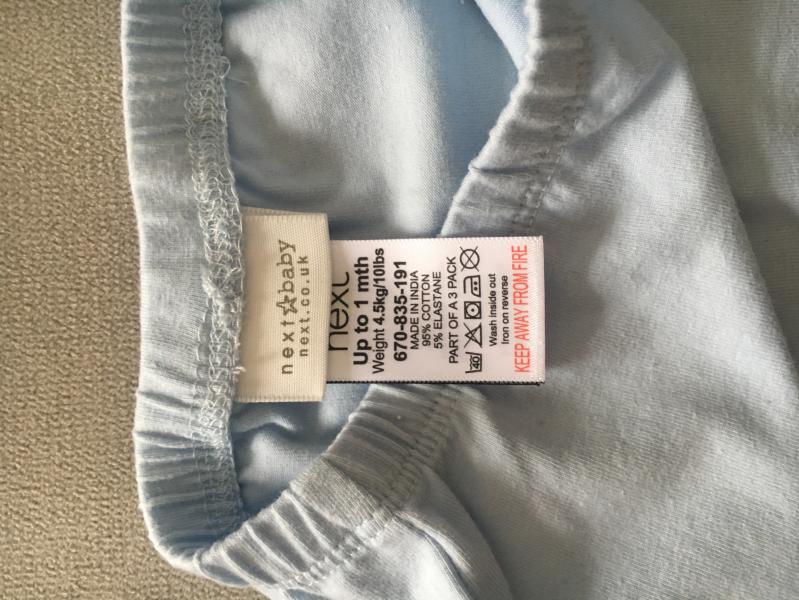 next☆baby
next.co.uk
next
Up to 1 mth
Weight 4.5kg/10lbs
670-835-191
MADE IN INDIA
95% COTTON
5% ELASTANE
PART OF A 3 PACK
40
Wash inside out
Iron on reverse
KEEP AWAY FROM FIRE